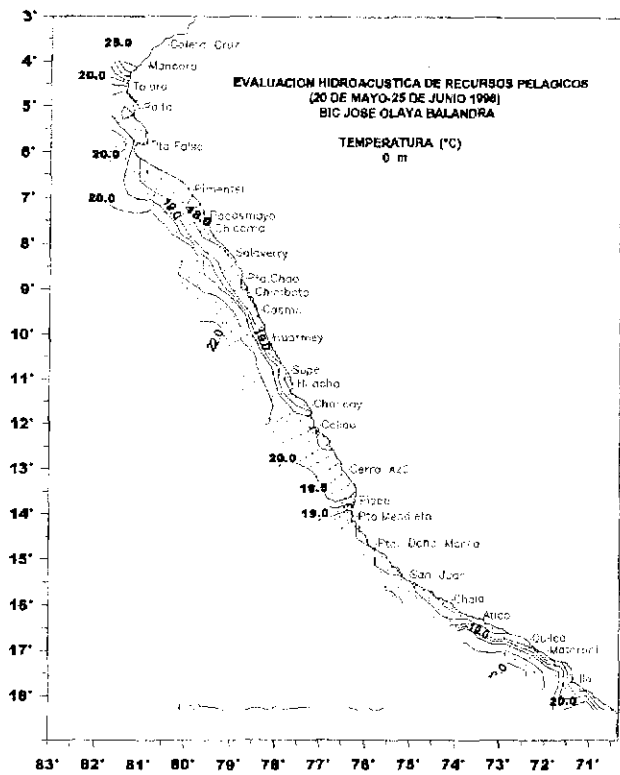 3°
4°
5°
6°
7°
8°
9°
10°
11°
12°
13°
14°
15°
16°
17°
18°
EVALUACION HIDROACUSTICA DE RECURSOS PELAGICOS
(20 DE MAYO-25 DE JUNIO 1998)
BIC JOSE OLAYA BALANDRA
TEMPERATURA (°C)
0 m
25.0
Caleta Cruz
Mancora
20.0
Talara
Paita
20.0
Pta Falsa
20.0
Pimentel
19.0
Pacasmayo
Chicama
Salaverry
Pta. Chao
Chimbote
Casma
22.0
Huarmey
Supe
Huacho
Chancay
Callao
20.0
Cerro Azul
18.5
Pisco
19.0
Pto Mendieta
Pta. Doña Maria
San Juan
Chala
Atico
Quilca
Matarani
Ilo
20.0
83° 82° 81° 80° 79° 78° 77° 76° 75° 74° 73° 72° 71°